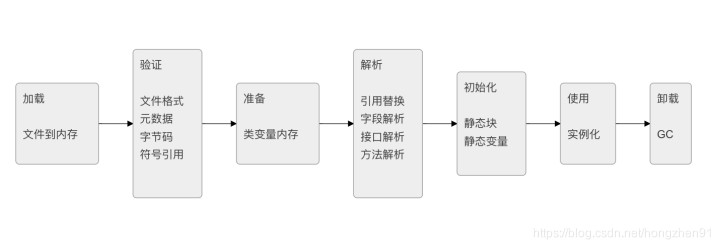 加载
文件到内存
验证
文件格式
元数据
字节码
符号引用
准备
类变量内存
解析
引用替换
字段解析
接口解析
方法解析
初始化
静态块
静态变量
使用
实例化
卸载
GC
https://blog.csdn.net/hongzhan91